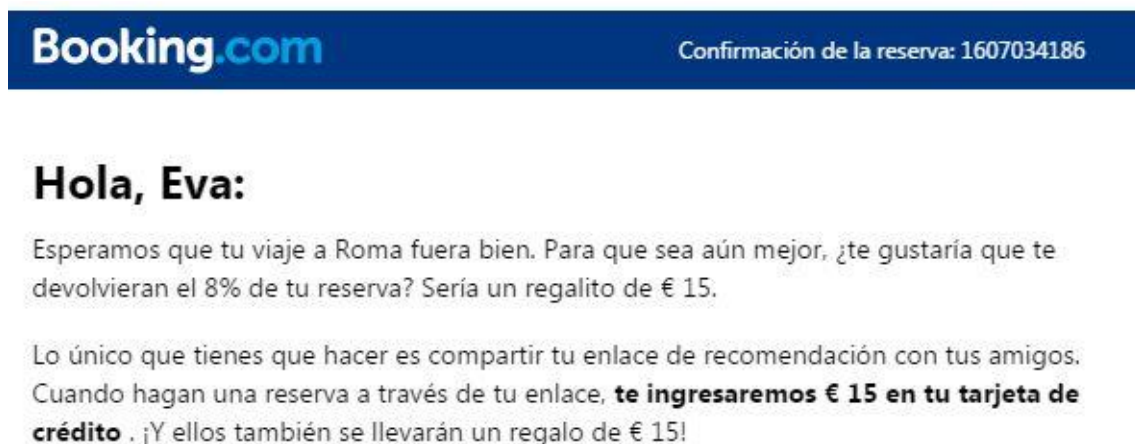 Booking.com
Confirmación de la reserva: 1607034186
Hola, Eva:
Esperamos que tu viaje a Roma fuera bien. Para que sea aún mejor, ¿te gustaría que te
devolvieran el 8% de tu reserva? Sería un regalito de € 15.
Lo único que tienes que hacer es compartir tu enlace de recomendación con tus amigos.
Cuando hagan una reserva a través de tu enlace, te ingresaremos € 15 en tu tarjeta de
crédito . ¡Y ellos también se llevarán un regalo de € 15!